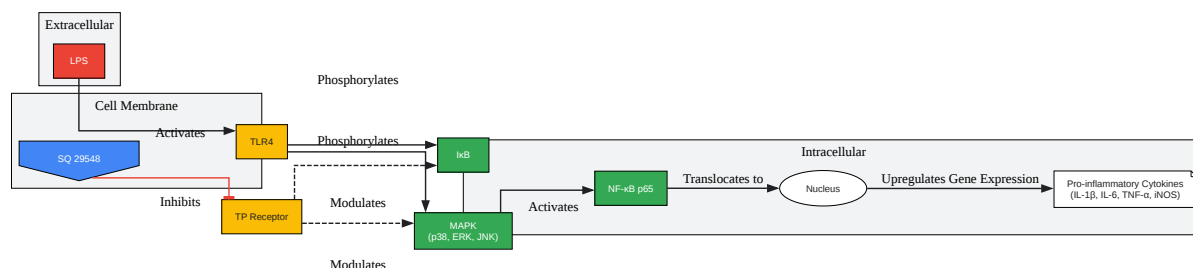 Extracellular
LPS
Phosphorylates
Cell Membrane
Activates
TLR4
Phosphorylates
IκB
Intracellular
SQ 29548
Inhibits
TP Receptor
Modulates
MAPK
(p38, ERK, JNK)
Activates
NF-κB p65
Translocates to
Nucleus
Upregulates Gene Expression
Pro-inflammatory Cytokines
(IL-1β, IL-6, TNF-α, iNOS)
Modulates